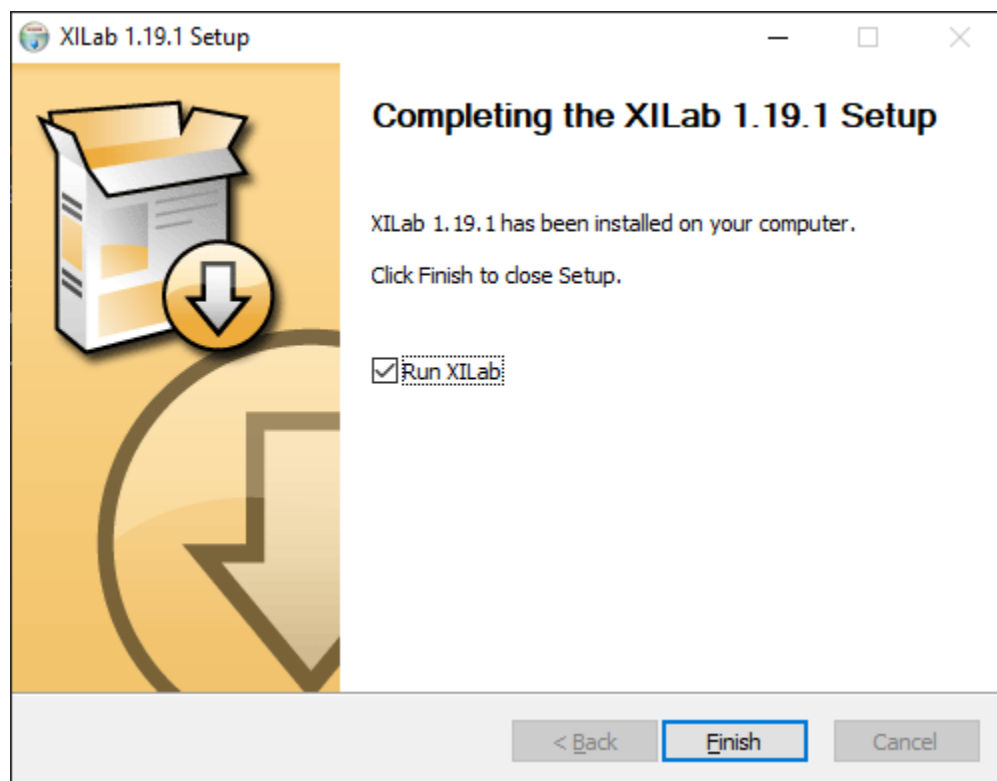 XILab 1.19.1 Setup
Completing the XILab 1.19.1 Setup
XILab 1.19.1 has been installed on your computer.
Click Finish to close Setup.
Run XILab
< Back
Finish
Cancel